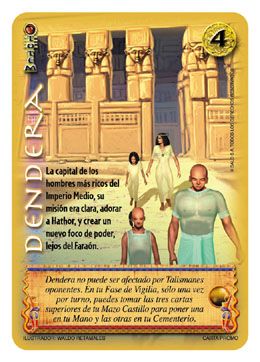 4
DENDERA
La capital de los
hombres más ricos del
Imperio Medio, su
misión era clara, adorar
a Hathor, y crear un
nuevo foco de poder,
lejos del Faraón.
Dendera no puede ser afectado por Talismanes
oponentes. En tu Fase de Vigilia, sólo una vez
por turno, puedes tomar las tres cartas
superiores de tu Mazo Castillo para poner una
en tu Mano y las otras en tu Cementerio.
ILUSTRADOR: WALDO RETAMALES
CARTA PROMO